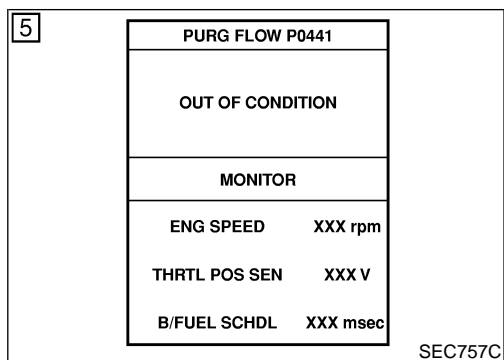 5
PURG FLOW P0441
OUT OF CONDITION
MONITOR
ENG SPEED XXX rpm
THRTL POS SEN XXX V
B/FUEL SCHDL XXX msec
SEC757C